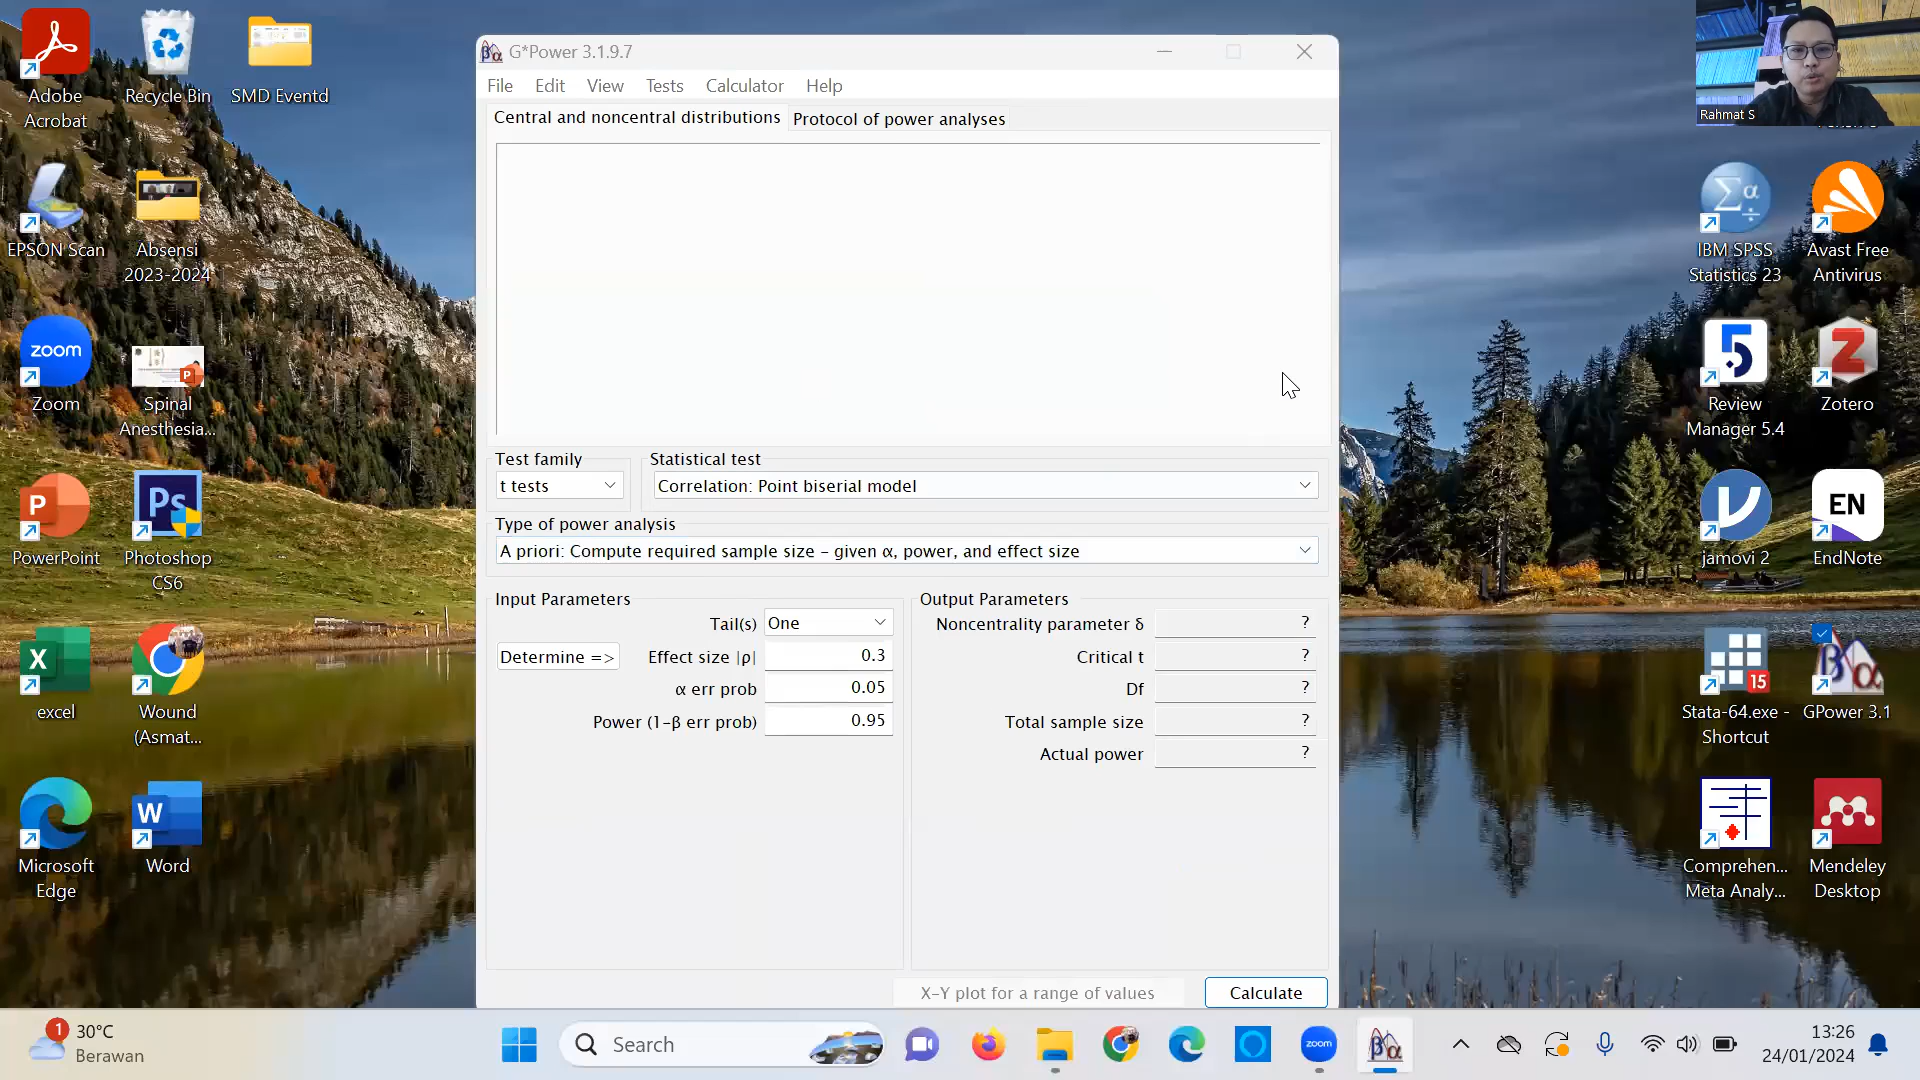 Adobe
Acrobat
Recycle Bin
SMD Eventd
EPSON Scan
Absensi
2023-2024
zoom
Zoom
Spinal
Anesthesia...
PowerPoint
Photoshop
CS6
excel
Wound
(Asmat...
Microsoft
Edge
Word
G*Power 3.1.9.7
File Edit View Tests Calculator Help
Central and noncentral distributions
Protocol of power analyses
Test family
t tests
Statistical test
Correlation: Point biserial model
Type of power analysis
A priori: Compute required sample size - given α, power, and effect size
Input Parameters
Tail(s) One
Determine => Effect size |ρ| 0.3
α err prob 0.05
Power (1-β err prob) 0.95
Output Parameters
Noncentrality parameter δ ?
Critical t ?
Df ?
Total sample size ?
Actual power ?
X-Y plot for a range of values
Calculate
Rahmat S
IBM SPSS
Statistics 23
Avast Free
Antivirus
Review
Manager 5.4
Zotero
jamovi 2
EN
EndNote
15
Stata-64.exe -
Shortcut
GPower 3.1
Comprehen...
Meta Analy...
Mendeley
Desktop
1
30°C
Berawan
Search
zoom
13:26
24/01/2024